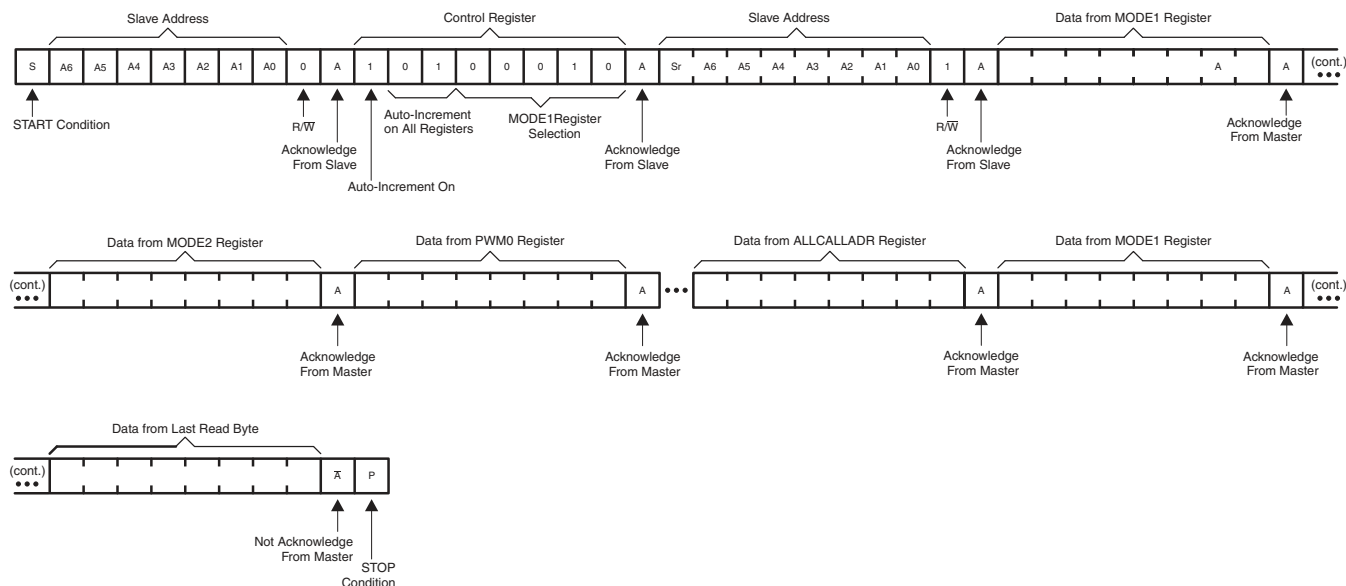 Slave Address
Control Register
Slave Address
Data from MODE1 Register
S A6 A5 A4 A3 A2 A1 A0 0 A 1 0 1 0 0 0 1 0 A Sr A6 A5 A4 A3 A2 A1 A0 1 A A A (cont.)
START Condition
R/W̅
Acknowledge
From Slave
Auto-Increment On
Auto-Increment
on All Registers
MODE1Register
Selection
Acknowledge
From Slave
R/W̅
Acknowledge
From Slave
Acknowledge
From Master
Data from MODE2 Register
Data from PWM0 Register
Data from ALLCALLADR Register
Data from MODE1 Register
(cont.) A A ••• A A (cont.)
Acknowledge
From Master
Acknowledge
From Master
Acknowledge
From Master
Acknowledge
From Master
Data from Last Read Byte
(cont.) A̅ P
Not Acknowledge
From Master
STOP
Condition